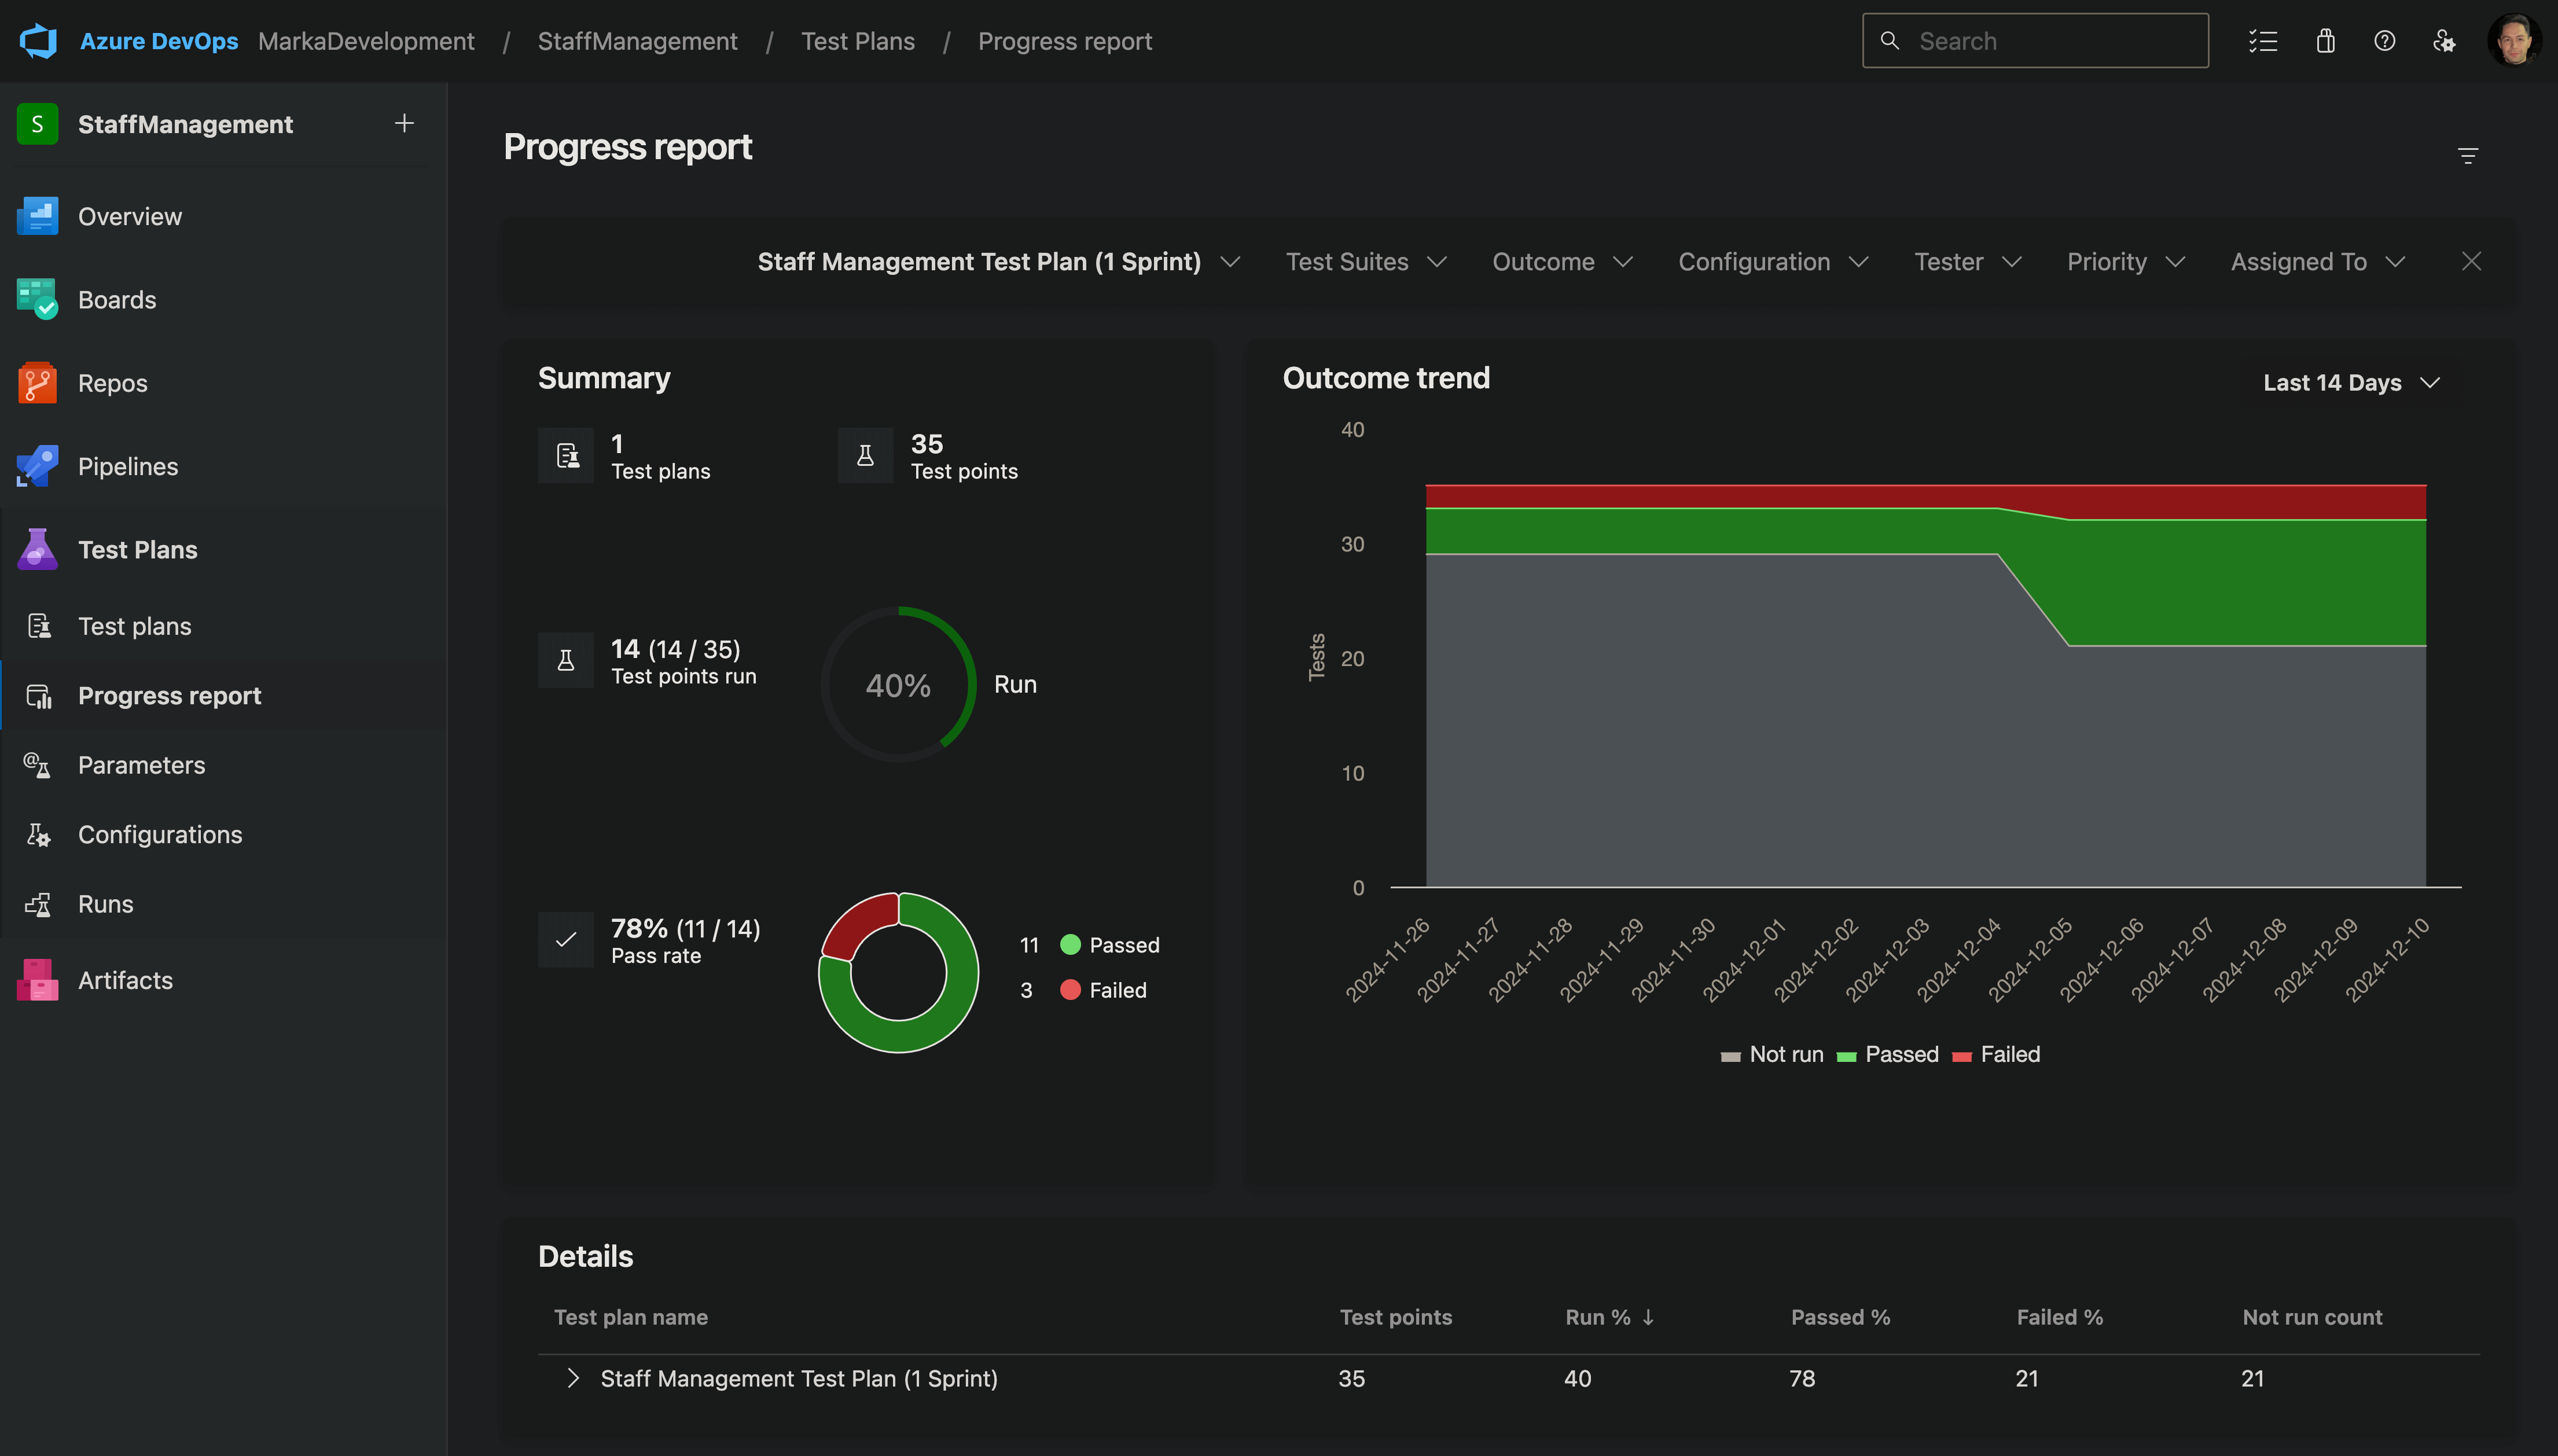 Azure DevOps MarkaDevelopment / StaffManagement / Test Plans / Progress report
Search
S StaffManagement
Overview
Boards
Repos
Pipelines
Test Plans
Test plans
Progress report
Parameters
Configurations
Runs
Artifacts
Progress report
Staff Management Test Plan (1 Sprint) Test Suites Outcome Configuration Tester Priority Assigned To
Summary
1
Test plans
35
Test points
14 (14 / 35)
Test points run
40%
Run
78% (11 / 14)
Pass rate
11 Passed
3 Failed
Outcome trend
Last 14 Days
40
30
20
10
0
Tests
2024-11-26
2024-11-27
2024-11-28
2024-11-29
2024-11-30
2024-12-01
2024-12-02
2024-12-03
2024-12-04
2024-12-05
2024-12-06
2024-12-07
2024-12-08
2024-12-09
2024-12-10
Not run Passed Failed
Details
Test plan name Test points Run % ↓ Passed % Failed % Not run count
Staff Management Test Plan (1 Sprint) 35 40 78 21 21